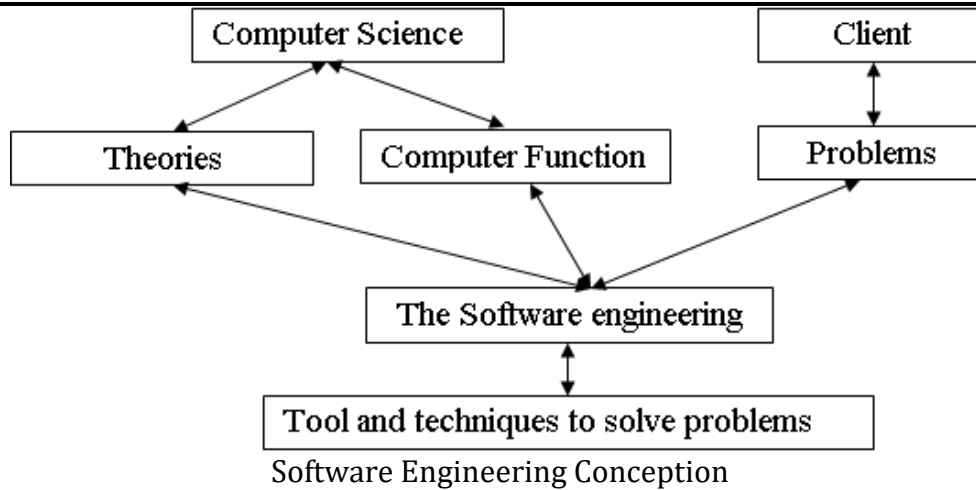 Computer Science
Client
Theories
Computer Function
Problems
The Software engineering
Tool and techniques to solve problems
Software Engineering Conception